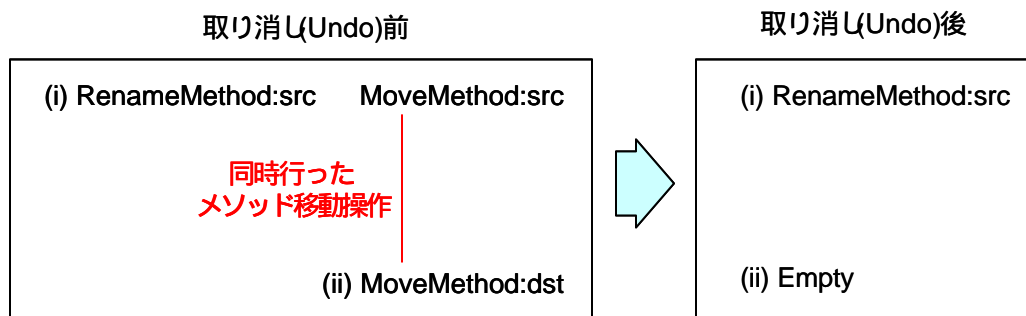 取り消し(Undo)前
(i) RenameMethod:src MoveMethod:src
同時行った
メソッド移動操作
(ii) MoveMethod:dst
取り消し(Undo)後
(i) RenameMethod:src
(ii) Empty